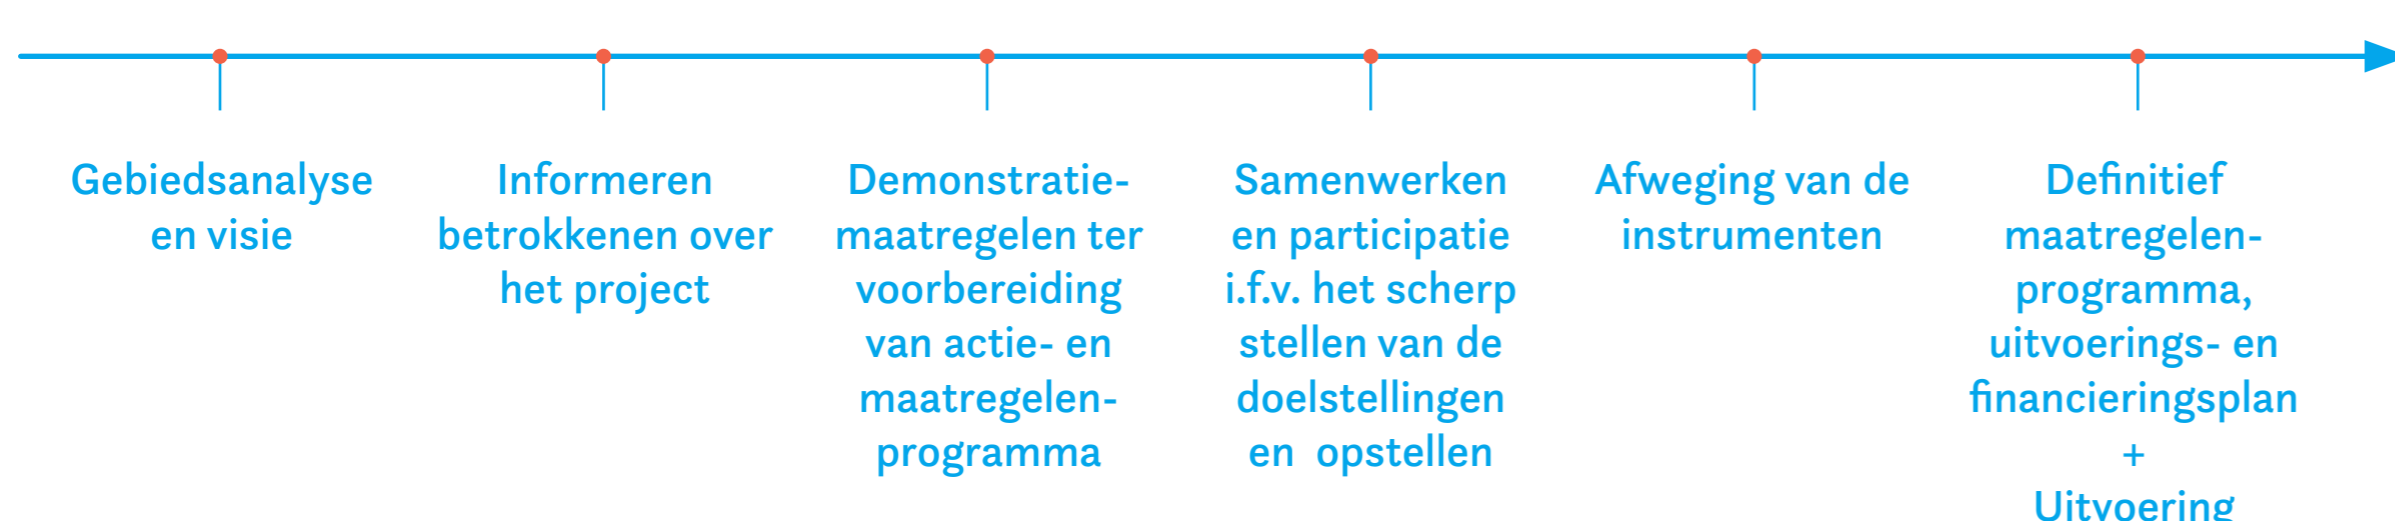 Gebiedsanalyse
en visie
Informeren
betrokkenen over
het project
Demonstratie-
maatregelen ter
voorbereiding
van actie- en
maatregelen-
programma
Samenwerken
en participatie
i.f.v. het scherp
stellen van de
doelstellingen
en opstellen
Afweging van de
instrumenten
Definitief
maatregelen-
programma,
uitvoerings- en
financieringsplan
+
Uitvoering